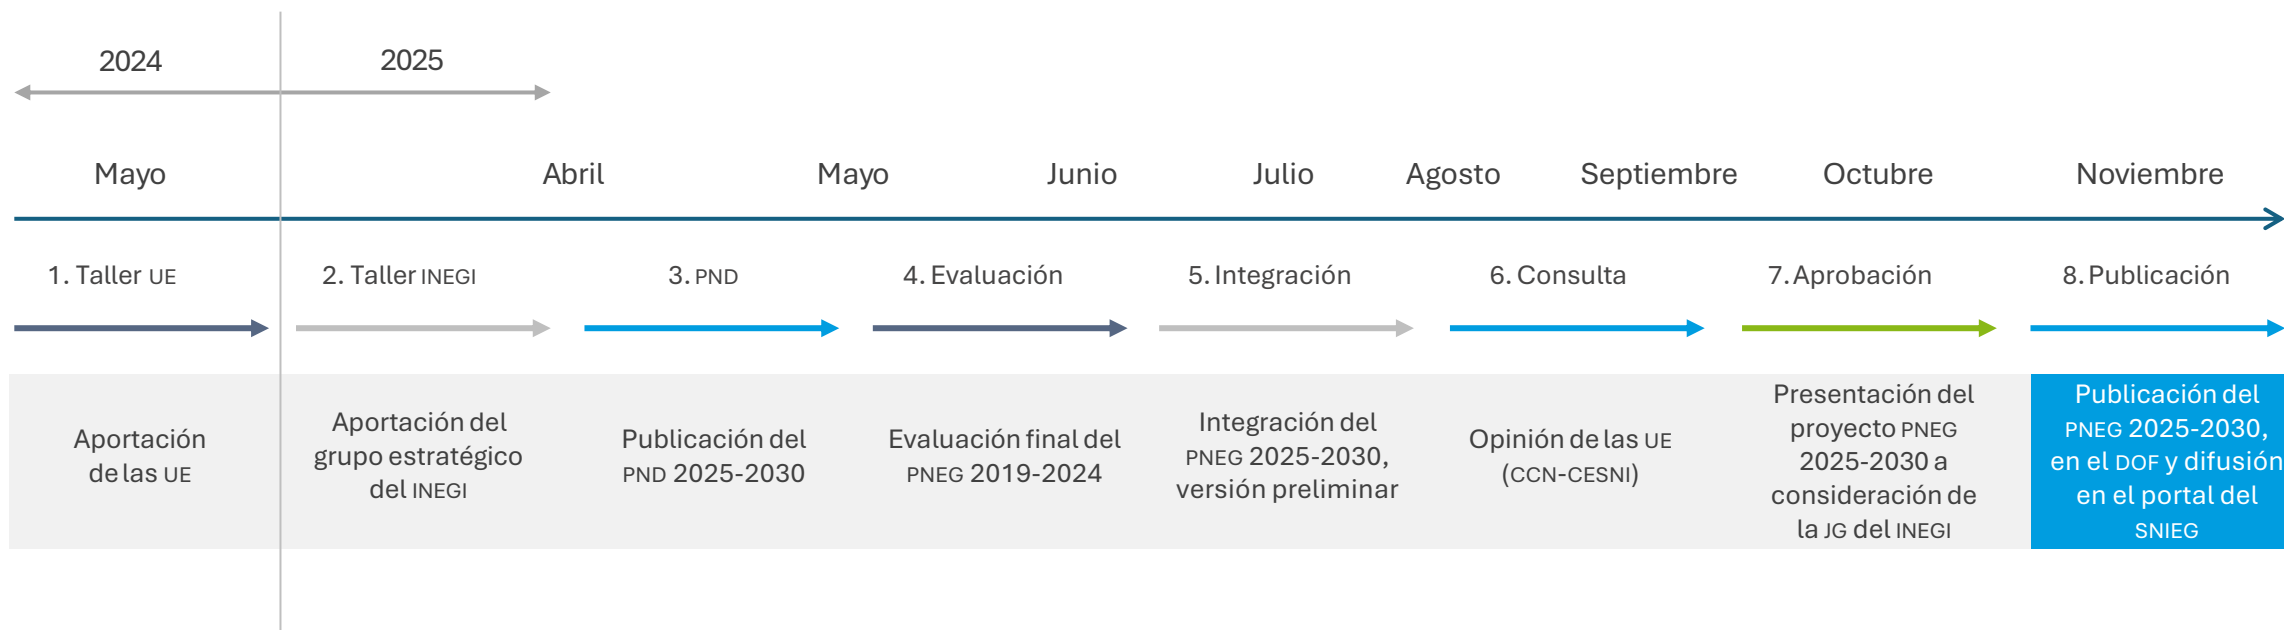 2024
2025
Mayo
Abril
Mayo
Junio
Julio
Agosto
Septiembre
Octubre
Noviembre
1. Taller UE
2. Taller INEGI
3. PND
4. Evaluación
5. Integración
6. Consulta
7. Aprobación
8. Publicación
Aportación
de las UE
Aportación del
grupo estratégico
del INEGI
Publicación del
PND 2025-2030
Evaluación final del
PNEG 2019-2024
Integración del
PNEG 2025-2030,
versión preliminar
Opinión de las UE
(CCN-CESNI)
Presentación del
proyecto PNEG
2025-2030 a
consideración de
la JG del INEGI
Publicación del
PNEG 2025-2030,
en el DOF y difusión
en el portal del
SNIEG